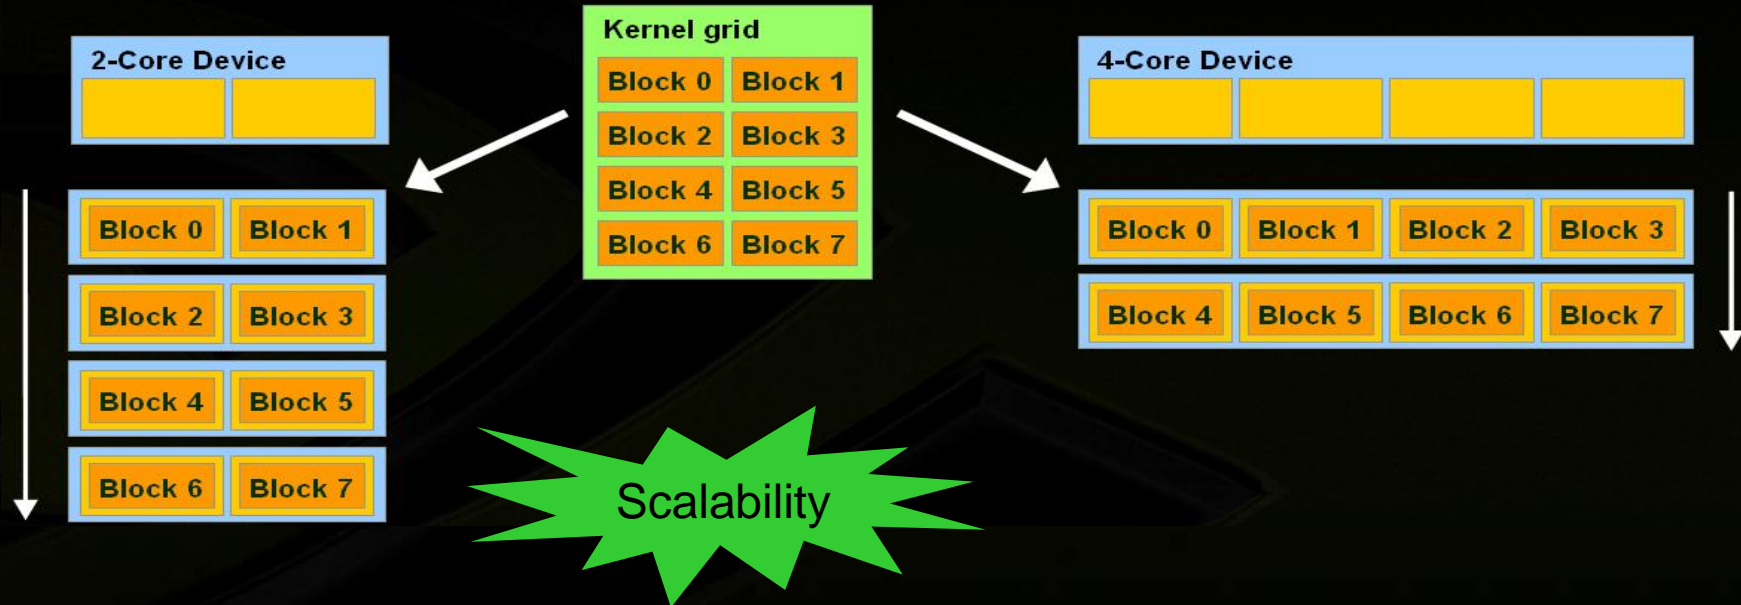 2-Core Device
Block 0 Block 1
Block 2 Block 3
Block 4 Block 5
Block 6 Block 7
Kernel grid
Block 0 Block 1
Block 2 Block 3
Block 4 Block 5
Block 6 Block 7
4-Core Device
Block 0 Block 1 Block 2 Block 3
Block 4 Block 5 Block 6 Block 7
Scalability